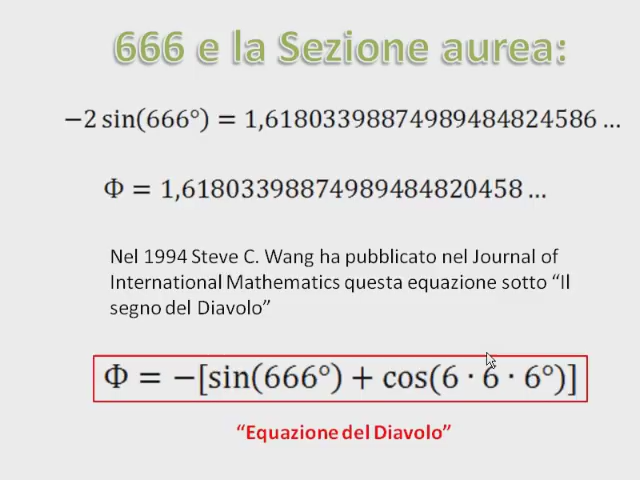 666 e la Sezione aurea:
−2 sin(666°) = 1,61803398874989484824586 …
Φ = 1,61803398874989484820458 …
Nel 1994 Steve C. Wang ha pubblicato nel Journal of
International Mathematics questa equazione sotto “Il
segno del Diavolo”
Φ = −[sin(666°) + cos(6 · 6 · 6°)]
“Equazione del Diavolo”